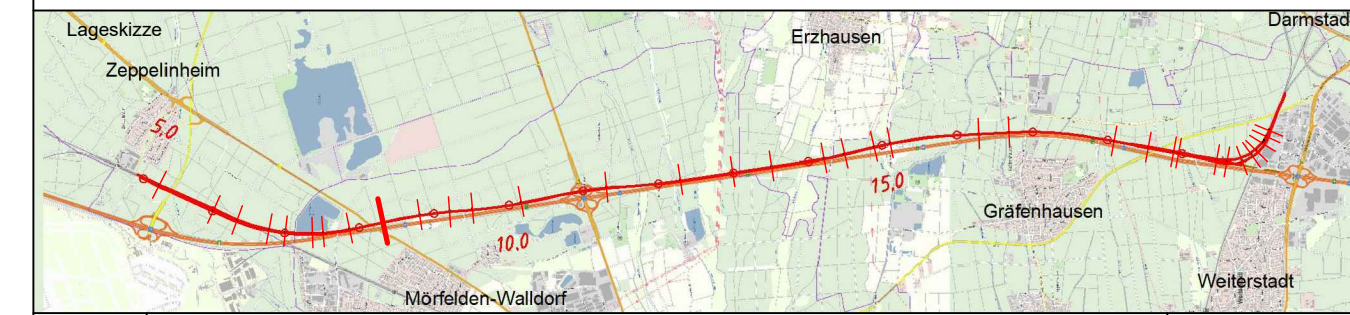 Lageskizze
Darmstad
Erzhausen
Zeppelinheim
5,0
15,0
Gräfenhausen
10,0
Weiterstadt
Mörfelden-Walldorf